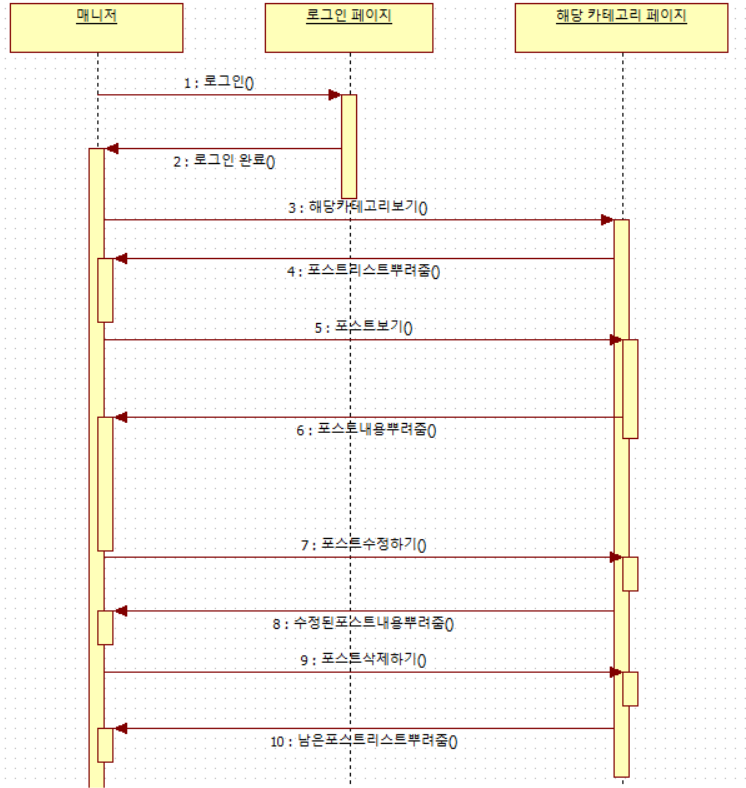 매니저
로그인 페이지
해당 카테고리 페이지
1 : 로그인()
2 : 로그인 완료()
3 : 해당카테고리보기()
4 : 포스트리스트뿌려줌()
5 : 포스트보기()
6 : 포스트내용뿌려줌()
7 : 포스트수정하기()
8 : 수정된포스트내용뿌려줌()
9 : 포스트삭제하기()
10 : 남은포스트리스트뿌려줌()